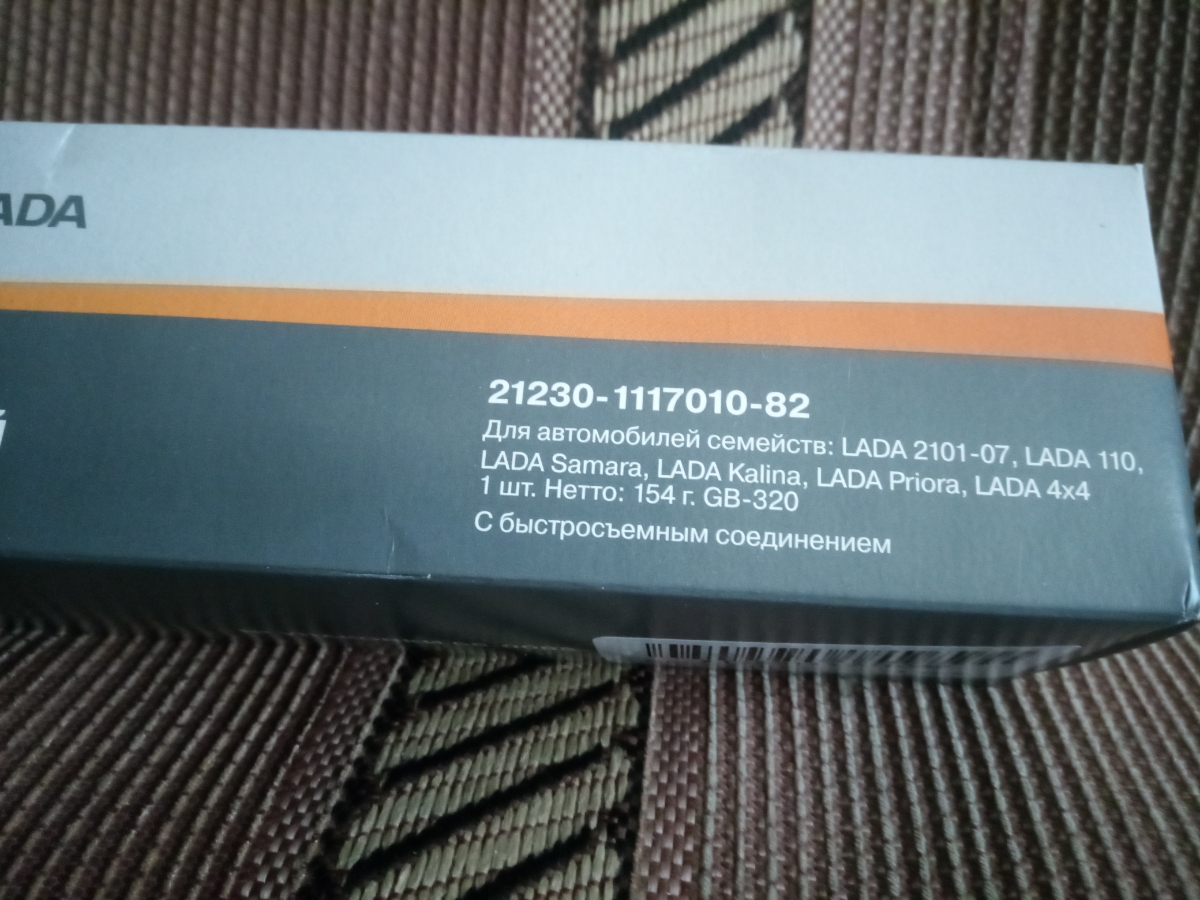 ADA
21230-1117010-82
Для автомобилей семейств: LADA 2101-07, LADA 110,
LADA Samara, LADA Kalina, LADA Priora, LADA 4x4
1 шт. Нетто: 154 г. GB-320
С быстросъемным соединением